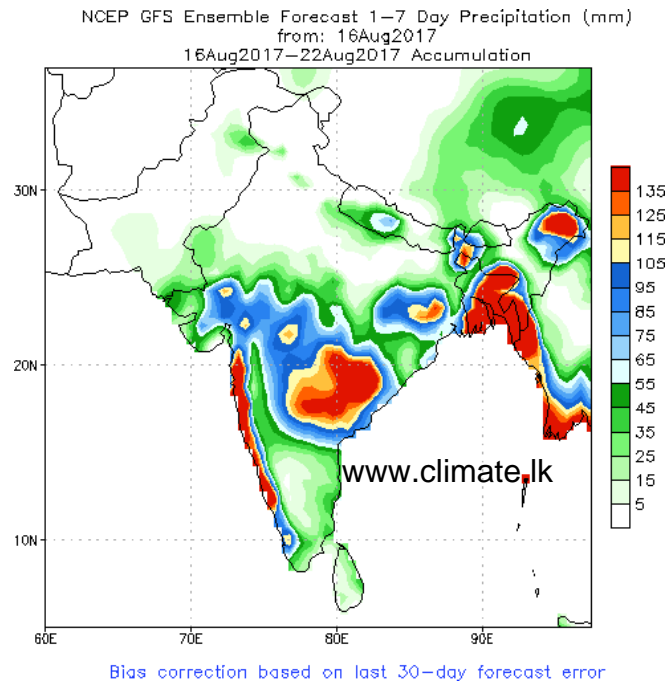 NCEP GFS Ensemble Forecast 1-7 Day Precipitation (mm)
from: 16Aug2017
16Aug2017-22Aug2017 Accumulation
30N
20N
10N
60E
70E
80E
90E
135
125
115
105
95
85
75
65
55
45
35
25
15
5
www.climate.lk
Bias correction based on last 30-day forecast error